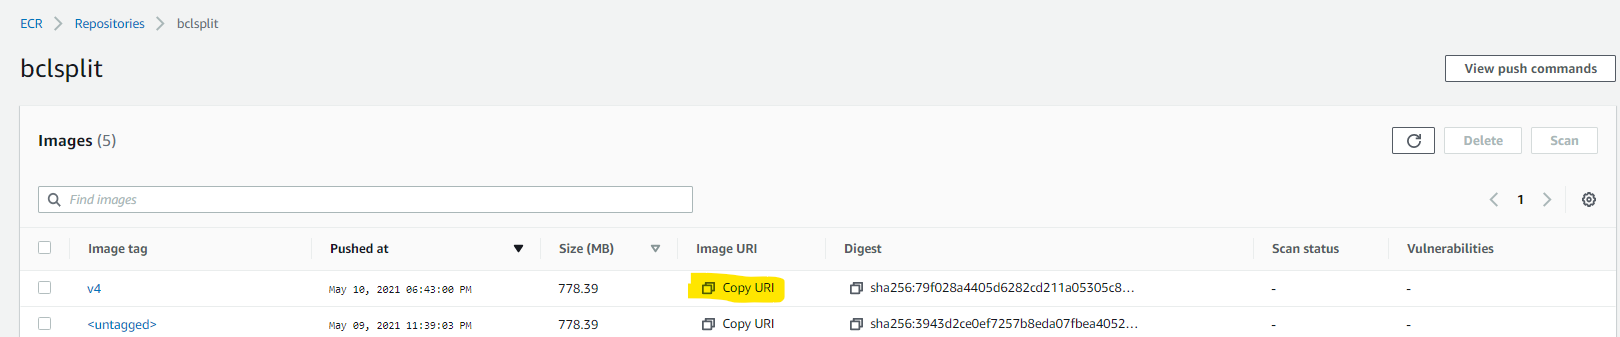 ECR > Repositories > bclsplit
bclsplit
View push commands
Images (5)
Delete
Scan
Find images
1
Image tag
Pushed at
Size (MB)
Image URI
Digest
Scan status
Vulnerabilities
v4
May 10, 2021 06:43:00 PM
778.39
Copy URI
sha256:79f028a4405d6282cd211a05305c8...
-
-
<untagged>
May 09, 2021 11:39:03 PM
778.39
Copy URI
sha256:3943d2ce0ef7257b8eda07fbea4052...
-
-